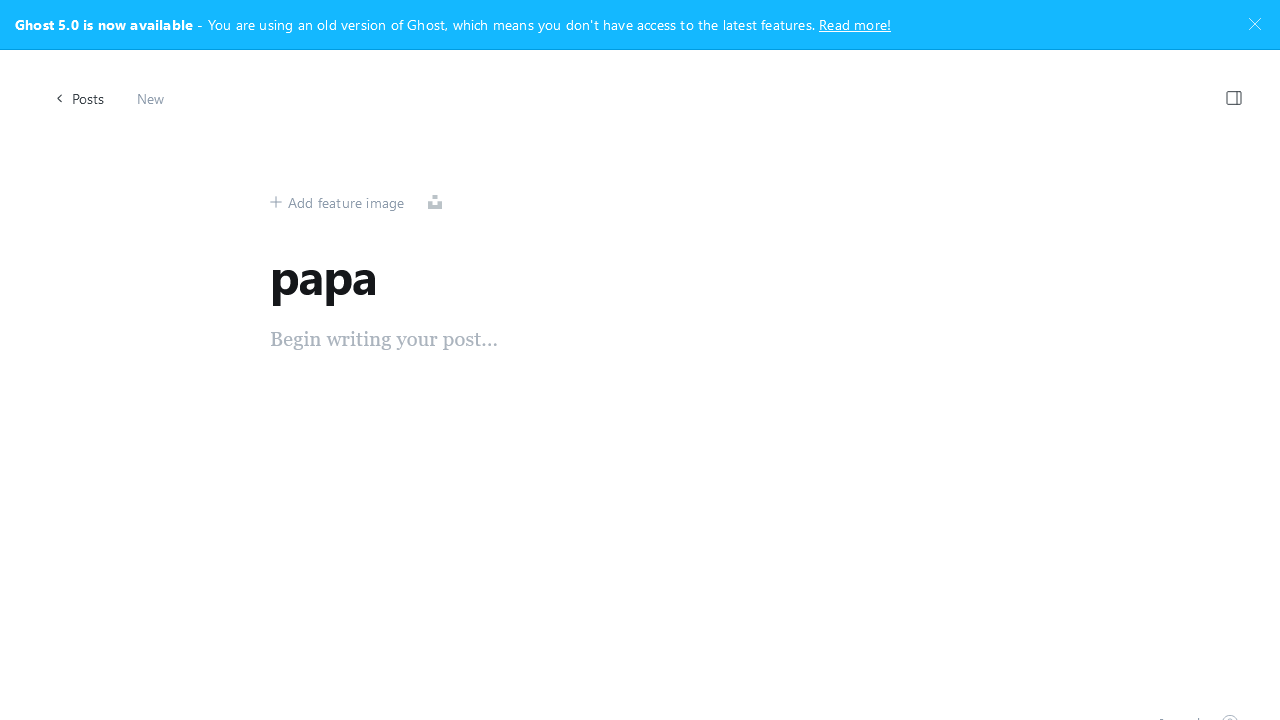 Ghost 5.0 is now available - You are using an old version of Ghost, which means you don't have access to the latest features. Read more!
Posts
New
Add feature image
papa
Begin writing your post...